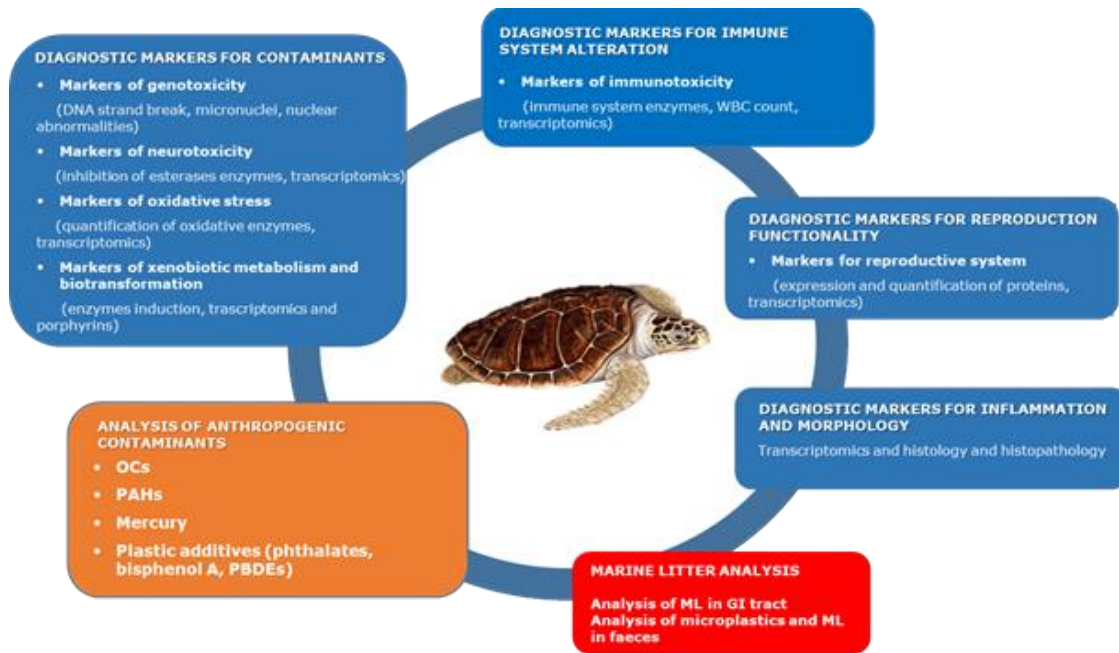 DIAGNOSTIC MARKERS FOR CONTAMINANTS
• Markers of genotoxicity
(DNA strand break, micronuclei, nuclear
abnormalities)
• Markers of neurotoxicity
(inhibition of esterases enzymes, transcriptomics)
• Markers of oxidative stress
(quantification of oxidative enzymes,
transcriptomics)
• Markers of xenobiotic metabolism and
biotransformation
(enzymes induction, trascriptomics and
porphyrins)
DIAGNOSTIC MARKERS FOR IMMUNE
SYSTEM ALTERATION
• Markers of immunotoxicity
(immune system enzymes, WBC count,
transcriptomics)
DIAGNOSTIC MARKERS FOR REPRODUCTION
FUNCTIONALITY
• Markers for reproductive system
(expression and quantification of proteins,
transcriptomics)
DIAGNOSTIC MARKERS FOR INFLAMMATION
AND MORPHOLOGY
Transcriptomics and histology and histopathology
MARINE LITTER ANALYSIS
Analysis of ML in GI tract
Analysis of microplastics and ML
in faeces
ANALYSIS OF ANTHROPOGENIC
CONTAMINANTS
• OCs
• PAHs
• Mercury
• Plastic additives (phthalates,
bisphenol A, PBDEs)